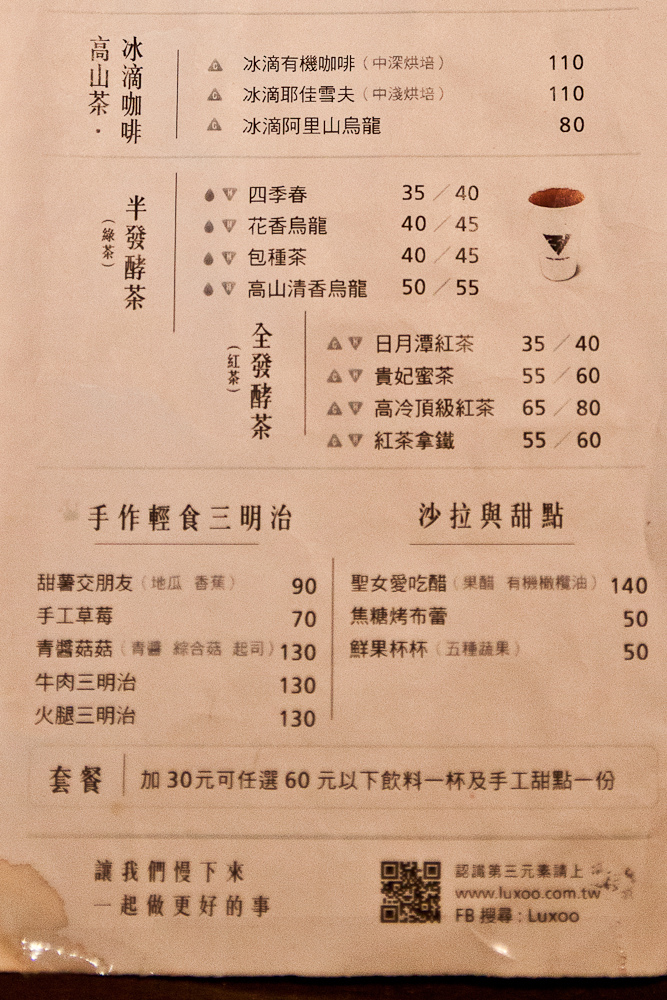 高山茶・
冰滴咖啡
冰滴有機咖啡（中深烘培） 110
冰滴耶佳雪夫（中淺烘培） 110
冰滴阿里山烏龍 80
半發酵茶
（綠茶）
四季春 35／40
花香烏龍 40／45
包種茶 40／45
高山清香烏龍 50／55
全發酵茶
（紅茶）
日月潭紅茶 35／40
貴妃蜜茶 55／60
高冷頂級紅茶 65／80
紅茶拿鐵 55／60
手作輕食三明治
甜薯交朋友（地瓜 香蕉） 90
手工草莓 70
青醬菇菇（青醬 綜合菇 起司） 130
牛肉三明治 130
火腿三明治 130
沙拉與甜點
聖女愛吃醋（果醋 有機橄欖油） 140
焦糖烤布蕾 50
鮮果杯杯（五種蔬果） 50
套餐 加30元可任選60元以下飲料一杯及手工甜點一份
讓我們慢下來
一起做更好的事
認識第三元素請上
www.luxoo.com.tw
FB 搜尋：Luxoo